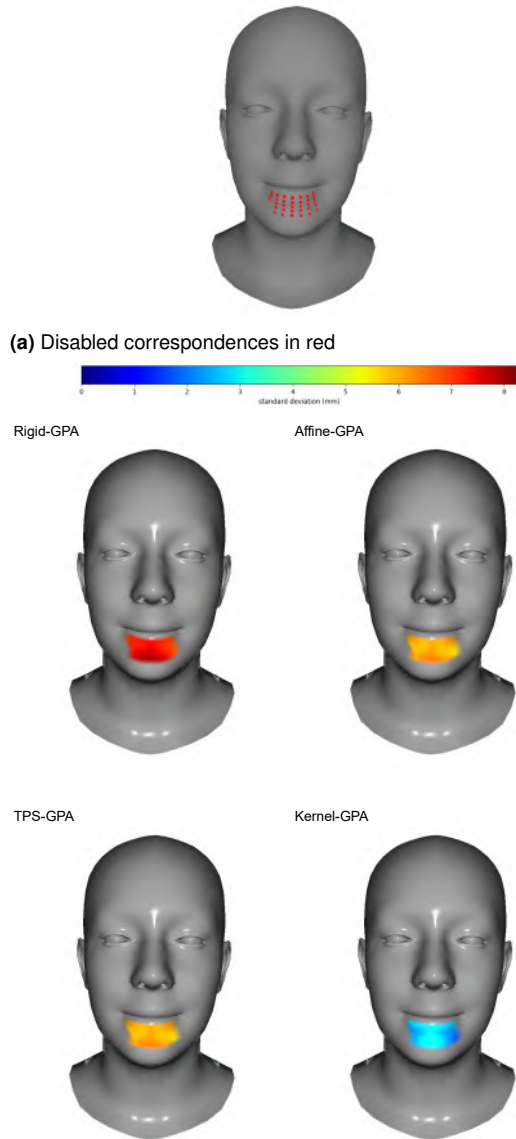 (a) Disabled correspondences in red
0 1 2 3 4 5 6 7 8
standard deviation (mm)
Rigid-GPA Affine-GPA
TPS-GPA Kernel-GPA